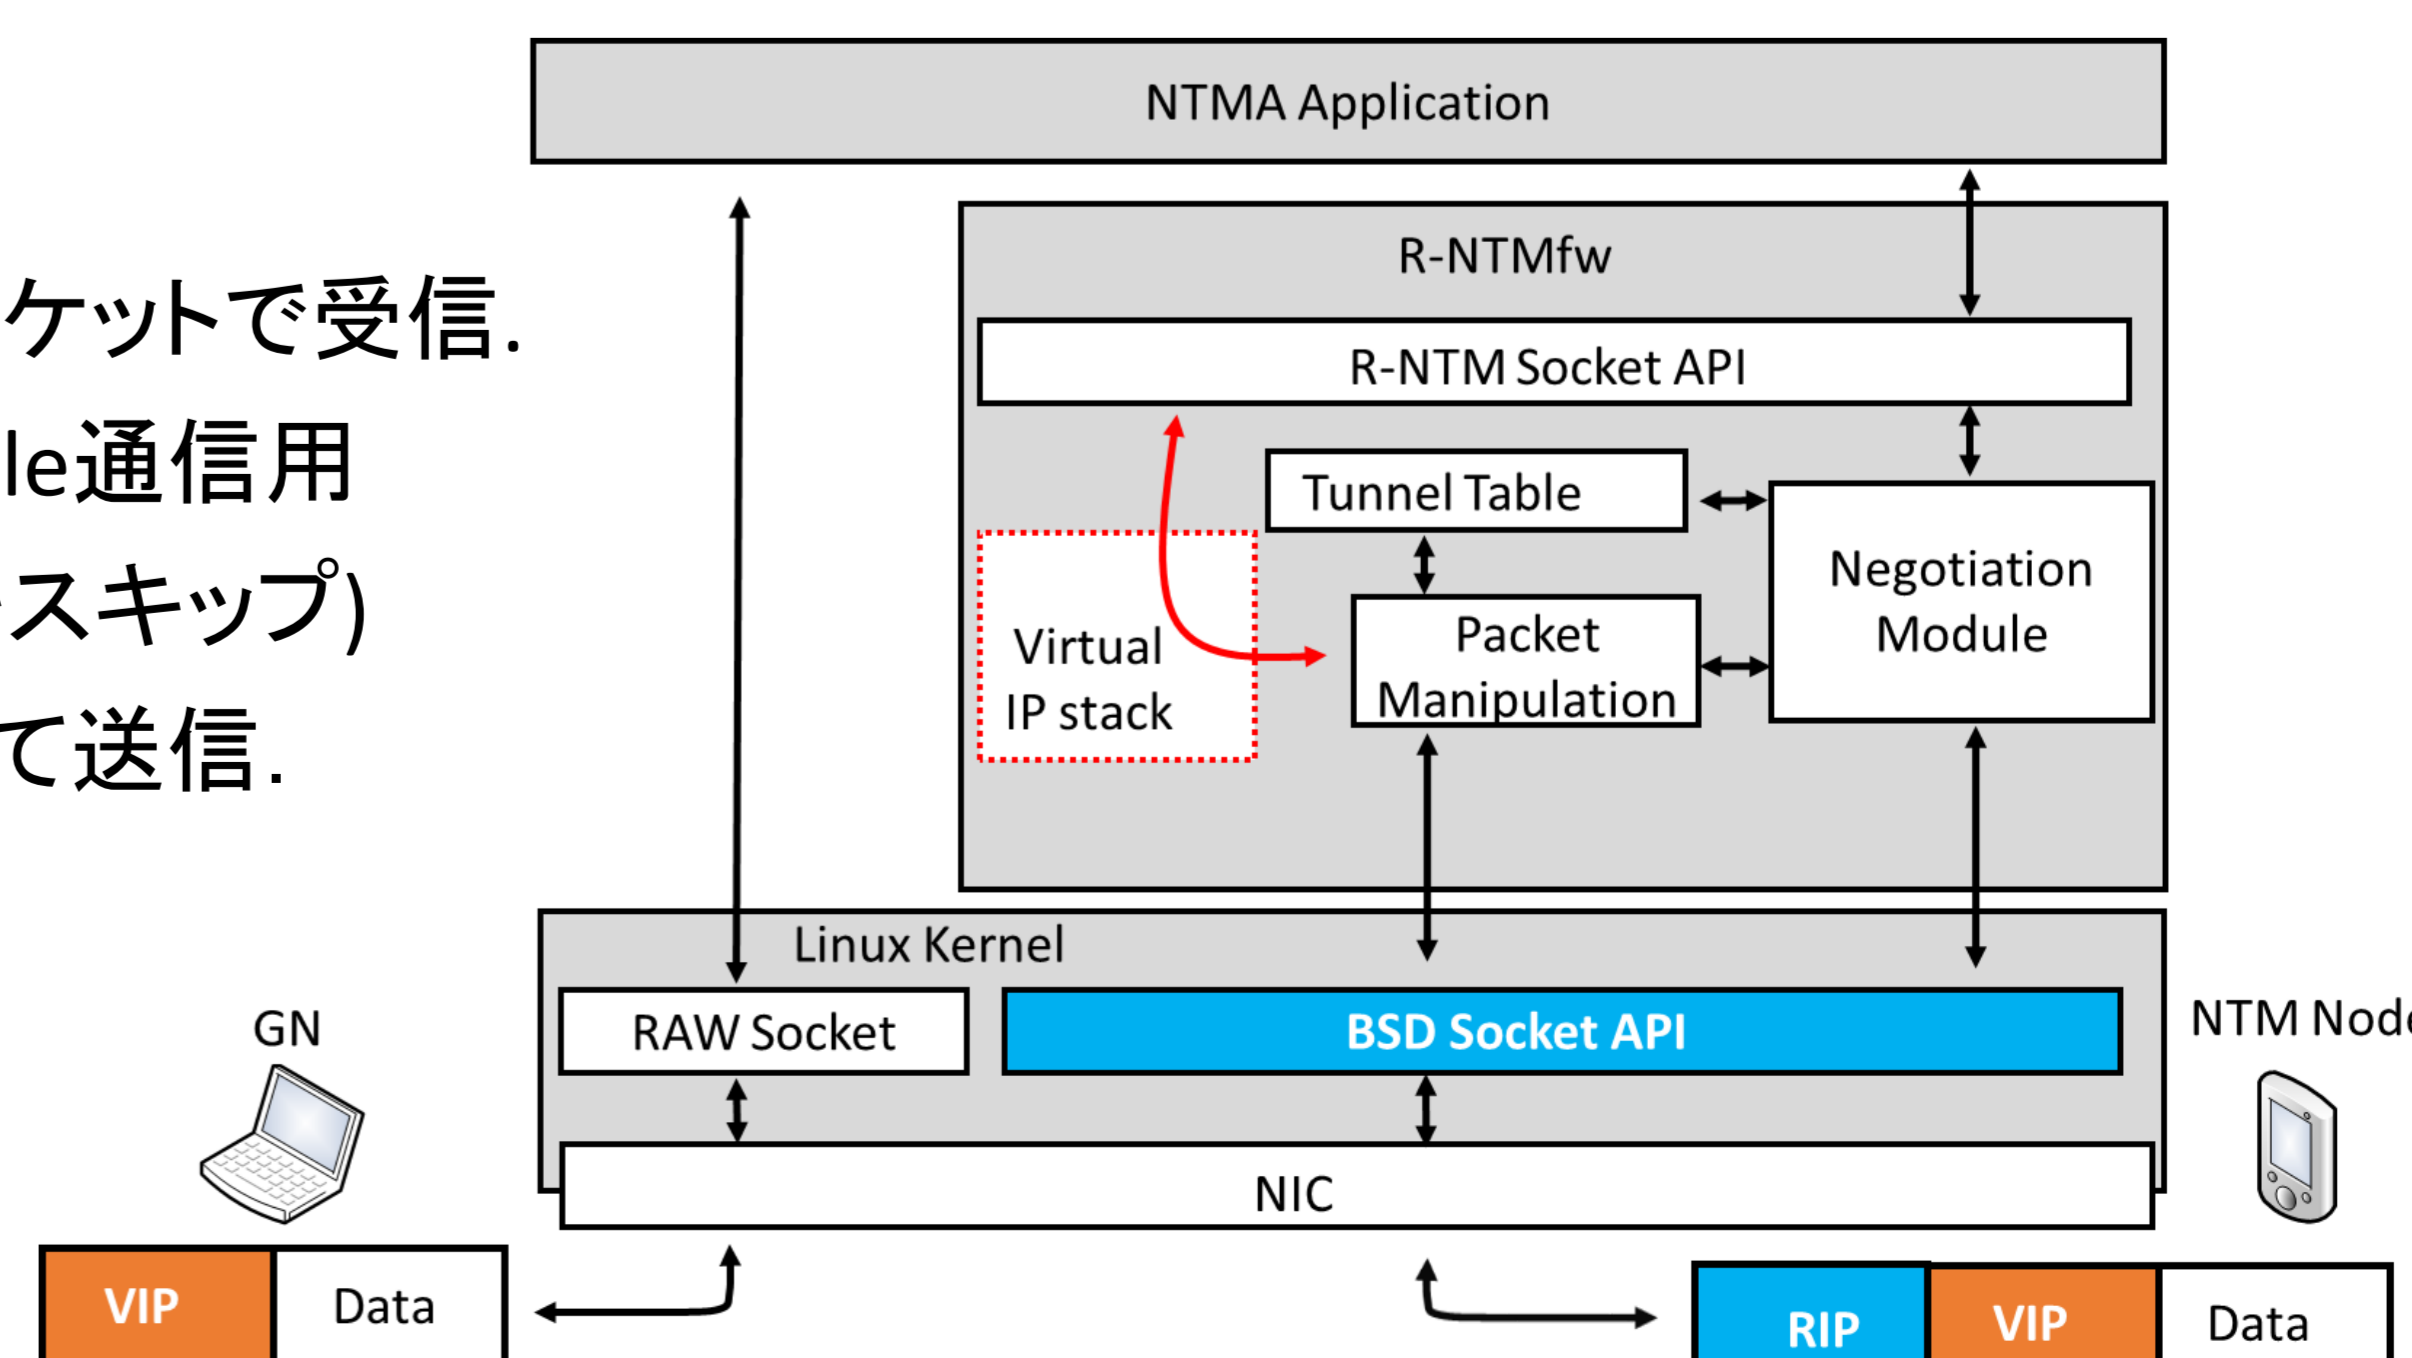 NTMA Application
R-NTMfw
ケットで受信.
R-NTM Socket API
le通信用
Tunnel Table
Negotiation
Module
スキップ)
Packet
Manipulation
Virtual
IP stack
て送信.
Linux Kernel
GN
RAW Socket
BSD Socket API
NTM Node
NIC
VIP
Data
RIP
VIP
Data